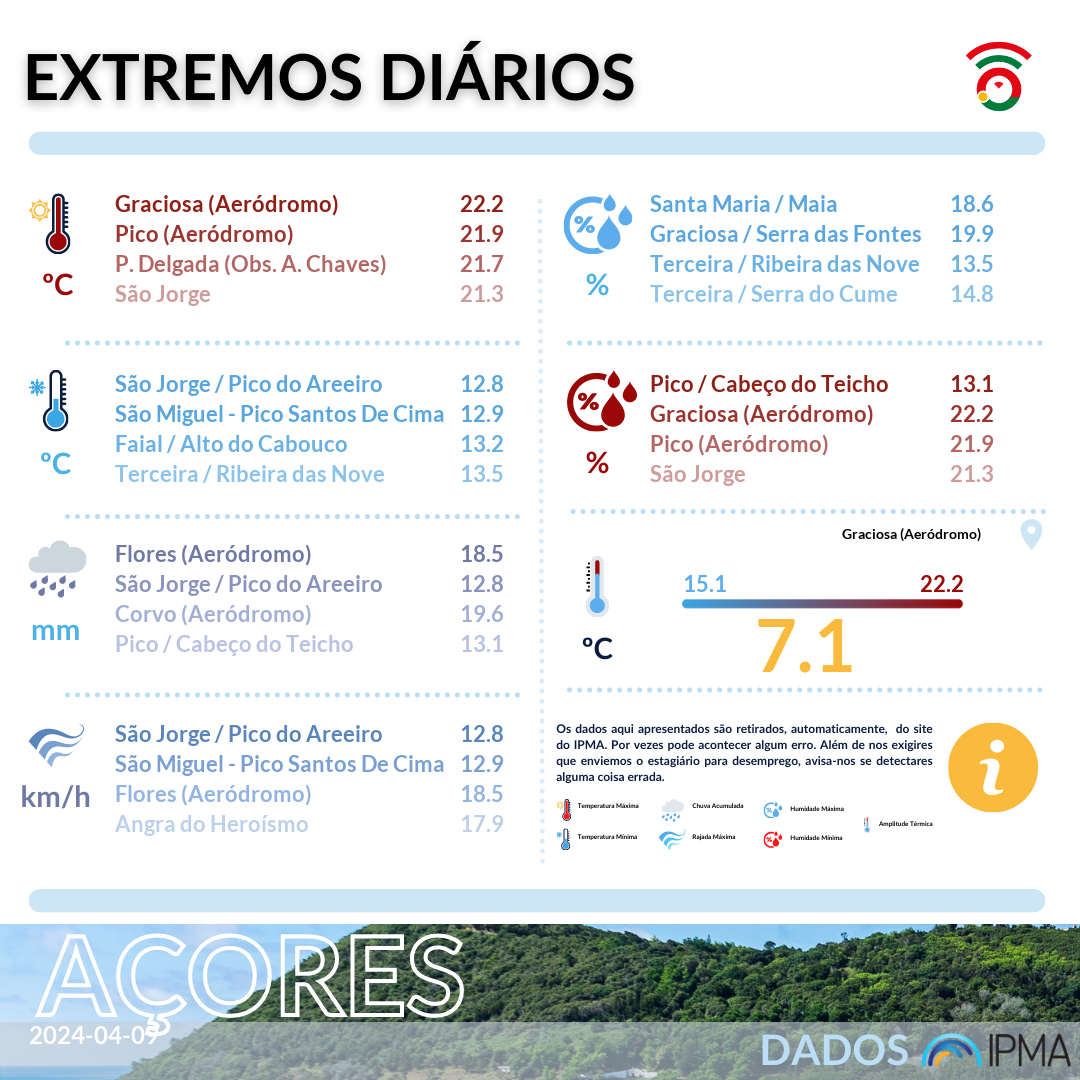 EXTREMOS DIÁRIOS
Graciosa (Aeródromo) 22.2
Pico (Aeródromo) 21.9
P. Delgada (Obs. A. Chaves) 21.7
São Jorge 21.3
ºC
São Jorge / Pico do Areeiro 12.8
São Miguel - Pico Santos De Cima 12.9
Faial / Alto do Cabouco 13.2
Terceira / Ribeira das Nove 13.5
ºC
Flores (Aeródromo) 18.5
São Jorge / Pico do Areeiro 12.8
Corvo (Aeródromo) 19.6
Pico / Cabeço do Teicho 13.1
mm
São Jorge / Pico do Areeiro 12.8
São Miguel - Pico Santos De Cima 12.9
Flores (Aeródromo) 18.5
Angra do Heroísmo 17.9
km/h
%
Santa Maria / Maia 18.6
Graciosa / Serra das Fontes 19.9
Terceira / Ribeira das Nove 13.5
Terceira / Serra do Cume 14.8
%
%
Pico / Cabeço do Teicho 13.1
Graciosa (Aeródromo) 22.2
Pico (Aeródromo) 21.9
São Jorge 21.3
%
Graciosa (Aeródromo)
15.1 22.2
7.1
ºC
Os dados aqui apresentados são retirados, automaticamente, do site
do IPMA. Por vezes pode acontecer algum erro. Além de nos exigires
que enviemos o estagiário para desemprego, avisa-nos se detectares
alguma coisa errada.
i
Temperatura Máxima Chuva Acumulada Humidade Máxima
Amplitude Térmica
Temperatura Mínima Rajada Máxima Humidade Mínima
AÇORES
2024-04-09
DADOS IPMA